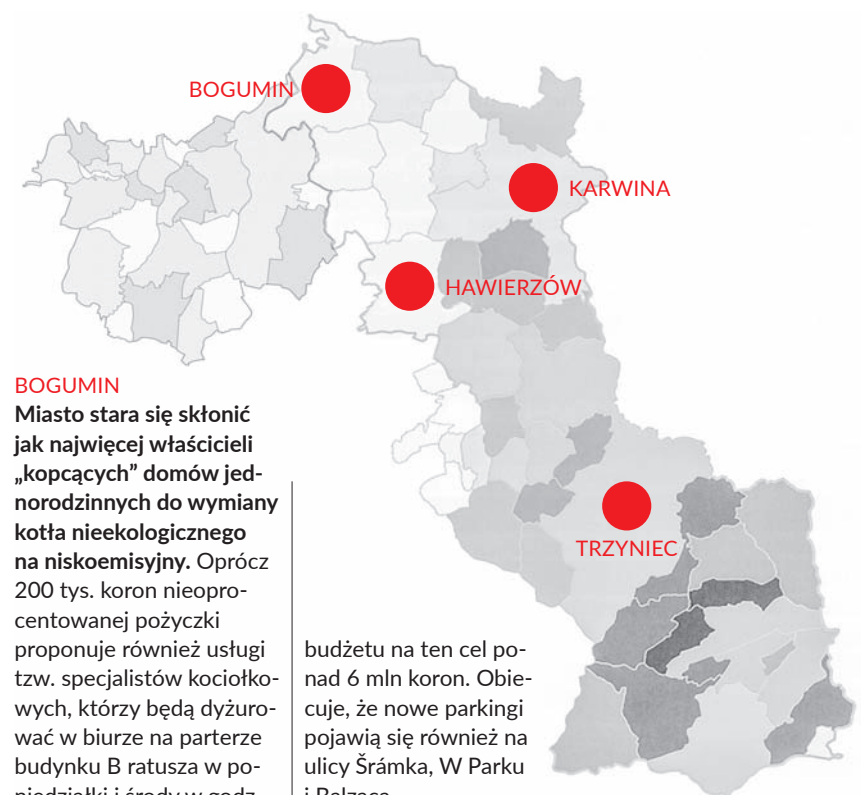 BOGUMIN
KARWINA
HAWIERZÓW
TRZYNIEC
BOGUMIN
Miasto stara się skłonić
jak najwięcej właścicieli
„kopcących” domów jed-
norodzinnych do wymiany
kotła nieekologicznego
na niskoemisyjny. Oprócz
200 tys. koron nieopro-
centowanej pożyczki
proponuje również usługi
tzw. specjalistów kociołko-
wych, którzy będą dyżuro-
wać w biurze na parterze
budynku B ratusza w po-
niedziałki i środy w godz.
budżetu na ten cel po-
nad 6 mln koron. Obie-
cuje, że nowe parkingi
pojawią się również na
ulicy Šrámka, W Parku